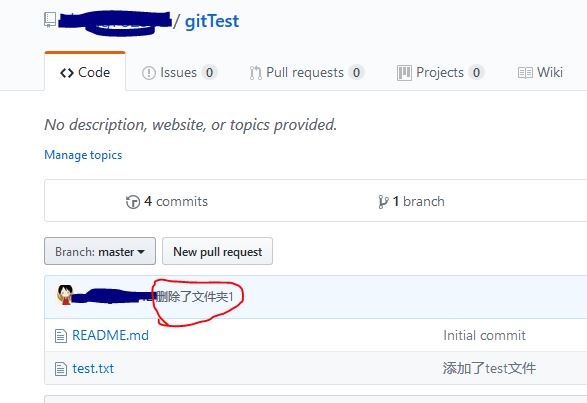 / gitTest
Code Issues 0 Pull requests 0 Projects 0 Wiki
No description, website, or topics provided.
Manage topics
4 commits 1 branch
Branch: master New pull request
删除了文件夹1
README.md Initial commit
test.txt 添加了test文件